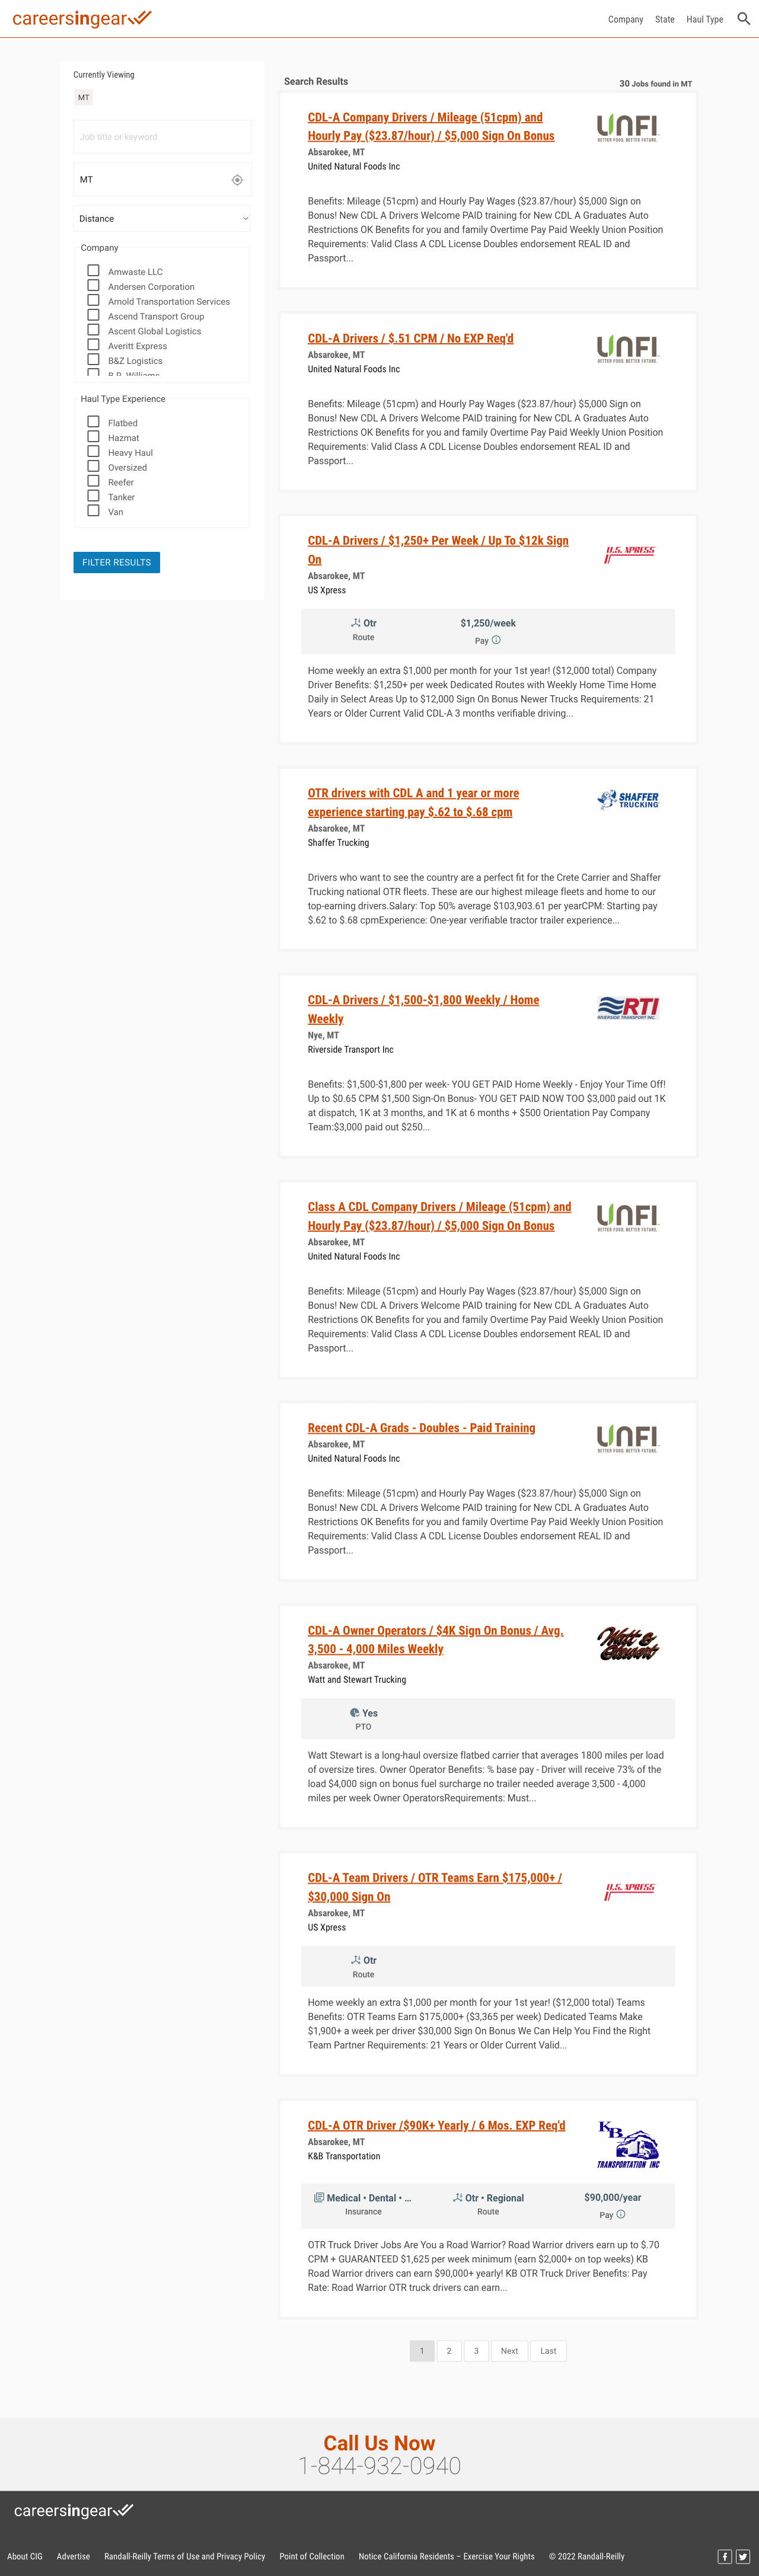 careersingear
Company State Haul Type
Currently Viewing
MT
Job title or keyword
MT
Distance
Company
Amwaste LLC
Andersen Corporation
Arnold Transportation Services
Ascend Transport Group
Ascent Global Logistics
Averitt Express
B&Z Logistics
Haul Type Experience
Flatbed
Hazmat
Heavy Haul
Oversized
Reefer
Tanker
Van
FILTER RESULTS
Search Results
30 Jobs found in MT
CDL-A Company Drivers / Mileage (51cpm) and
Hourly Pay ($23.87/hour) / $5,000 Sign On Bonus
Absarokee, MT
United Natural Foods Inc
UNFI
BETTER FOOD. BETTER FUTURE.
Benefits: Mileage (51cpm) and Hourly Pay Wages ($23.87/hour) $5,000 Sign on
Bonus! New CDL A Drivers Welcome PAID training for New CDL A Graduates Auto
Restrictions OK Benefits for you and family Overtime Pay Paid Weekly Union Position
Requirements: Valid Class A CDL License Doubles endorsement REAL ID and
Passport...
CDL-A Drivers / $.51 CPM / No EXP Req'd
Absarokee, MT
United Natural Foods Inc
UNFI
BETTER FOOD. BETTER FUTURE.
Benefits: Mileage (51cpm) and Hourly Pay Wages ($23.87/hour) $5,000 Sign on
Bonus! New CDL A Drivers Welcome PAID training for New CDL A Graduates Auto
Restrictions OK Benefits for you and family Overtime Pay Paid Weekly Union Position
Requirements: Valid Class A CDL License Doubles endorsement REAL ID and
Passport...
CDL-A Drivers / $1,250+ Per Week / Up To $12k Sign
On
Absarokee, MT
US Xpress
U.S. XPRESS
Otr
Route
$1,250/week
Pay
Home weekly an extra $1,000 per month for your 1st year! ($12,000 total) Company
Driver Benefits: $1,250+ per week Dedicated Routes with Weekly Home Time Home
Daily in Select Areas Up to $12,000 Sign On Bonus Newer Trucks Requirements: 21
Years or Older Current Valid CDL-A 3 months verifiable driving...
OTR drivers with CDL A and 1 year or more
experience starting pay $.62 to $.68 cpm
Absarokee, MT
Shaffer Trucking
SHAFFER
TRUCKING
Drivers who want to see the country are a perfect fit for the Crete Carrier and Shaffer
Trucking national OTR fleets. These are our highest mileage fleets and home to our
top-earning drivers.Salary: Top 50% average $103,903.61 per yearCPM: Starting pay
$.62 to $.68 cpmExperience: One-year verifiable tractor trailer experience...
CDL-A Drivers / $1,500-$1,800 Weekly / Home
Weekly
Nye, MT
Riverside Transport Inc
RTI
RIVERSIDE TRANSPORT INC.
Benefits: $1,500-$1,800 per week- YOU GET PAID Home Weekly - Enjoy Your Time Off!
Up to $0.65 CPM $1,500 Sign-On Bonus- YOU GET PAID NOW TOO $3,000 paid out 1K
at dispatch, 1K at 3 months, and 1K at 6 months + $500 Orientation Pay Company
Team:$3,000 paid out $250...
Class A CDL Company Drivers / Mileage (51cpm) and
Hourly Pay ($23.87/hour) / $5,000 Sign On Bonus
Absarokee, MT
United Natural Foods Inc
UNFI
BETTER FOOD. BETTER FUTURE.
Benefits: Mileage (51cpm) and Hourly Pay Wages ($23.87/hour) $5,000 Sign on
Bonus! New CDL A Drivers Welcome PAID training for New CDL A Graduates Auto
Restrictions OK Benefits for you and family Overtime Pay Paid Weekly Union Position
Requirements: Valid Class A CDL License Doubles endorsement REAL ID and
Passport...
Recent CDL-A Grads - Doubles - Paid Training
Absarokee, MT
United Natural Foods Inc
UNFI
BETTER FOOD. BETTER FUTURE.
Benefits: Mileage (51cpm) and Hourly Pay Wages ($23.87/hour) $5,000 Sign on
Bonus! New CDL A Drivers Welcome PAID training for New CDL A Graduates Auto
Restrictions OK Benefits for you and family Overtime Pay Paid Weekly Union Position
Requirements: Valid Class A CDL License Doubles endorsement REAL ID and
Passport...
CDL-A Owner Operators / $4K Sign On Bonus / Avg.
3,500 - 4,000 Miles Weekly
Absarokee, MT
Watt and Stewart Trucking
Watt &
Stewart
Yes
PTO
Watt Stewart is a long-haul oversize flatbed carrier that averages 1800 miles per load
of oversize tires. Owner Operator Benefits: % base pay - Driver will receive 73% of the
load $4,000 sign on bonus fuel surcharge no trailer needed average 3,500 - 4,000
miles per week Owner OperatorsRequirements: Must...
CDL-A Team Drivers / OTR Teams Earn $175,000+ /
$30,000 Sign On
Absarokee, MT
US Xpress
U.S. XPRESS
Otr
Route
Home weekly an extra $1,000 per month for your 1st year! ($12,000 total) Teams
Benefits: OTR Teams Earn $175,000+ ($3,365 per week) Dedicated Teams Make
$1,900+ a week per driver $30,000 Sign On Bonus We Can Help You Find the Right
Team Partner Requirements: 21 Years or Older Current Valid...
CDL-A OTR Driver /$90K+ Yearly / 6 Mos. EXP Req'd
Absarokee, MT
K&B Transportation
KB
TRANSPORTATION INC
Medical • Dental • ...
Insurance
Otr • Regional
Route
$90,000/year
Pay
OTR Truck Driver Jobs Are You a Road Warrior? Road Warrior drivers earn up to $.70
CPM + GUARANTEED $1,625 per week minimum (earn $2,000+ on top weeks) KB
Road Warrior drivers can earn $90,000+ yearly! KB OTR Truck Driver Benefits: Pay
Rate: Road Warrior OTR truck drivers can earn...
1 2 3 Next Last
Call Us Now
1-844-932-0940
careersingear
About CIG Advertise Randall-Reilly Terms of Use and Privacy Policy Point of Collection Notice California Residents – Exercise Your Rights © 2022 Randall-Reilly